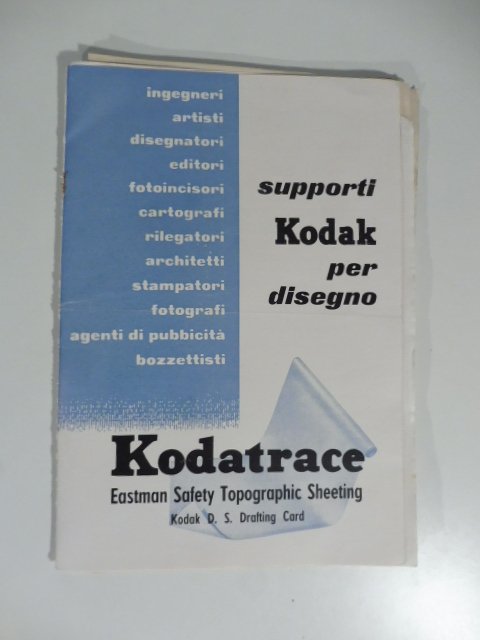 ingegneri
artisti
disegnatori
editori
fotoincisori
cartografi
rilegatori
architetti
stampatori
fotografi
agenti di pubbicità
bozzettisti
supporti
Kodak
per
disegno
Kodatrace
Eastman Safety Topographic Sheeting
Kodak D. S. Drafting Card